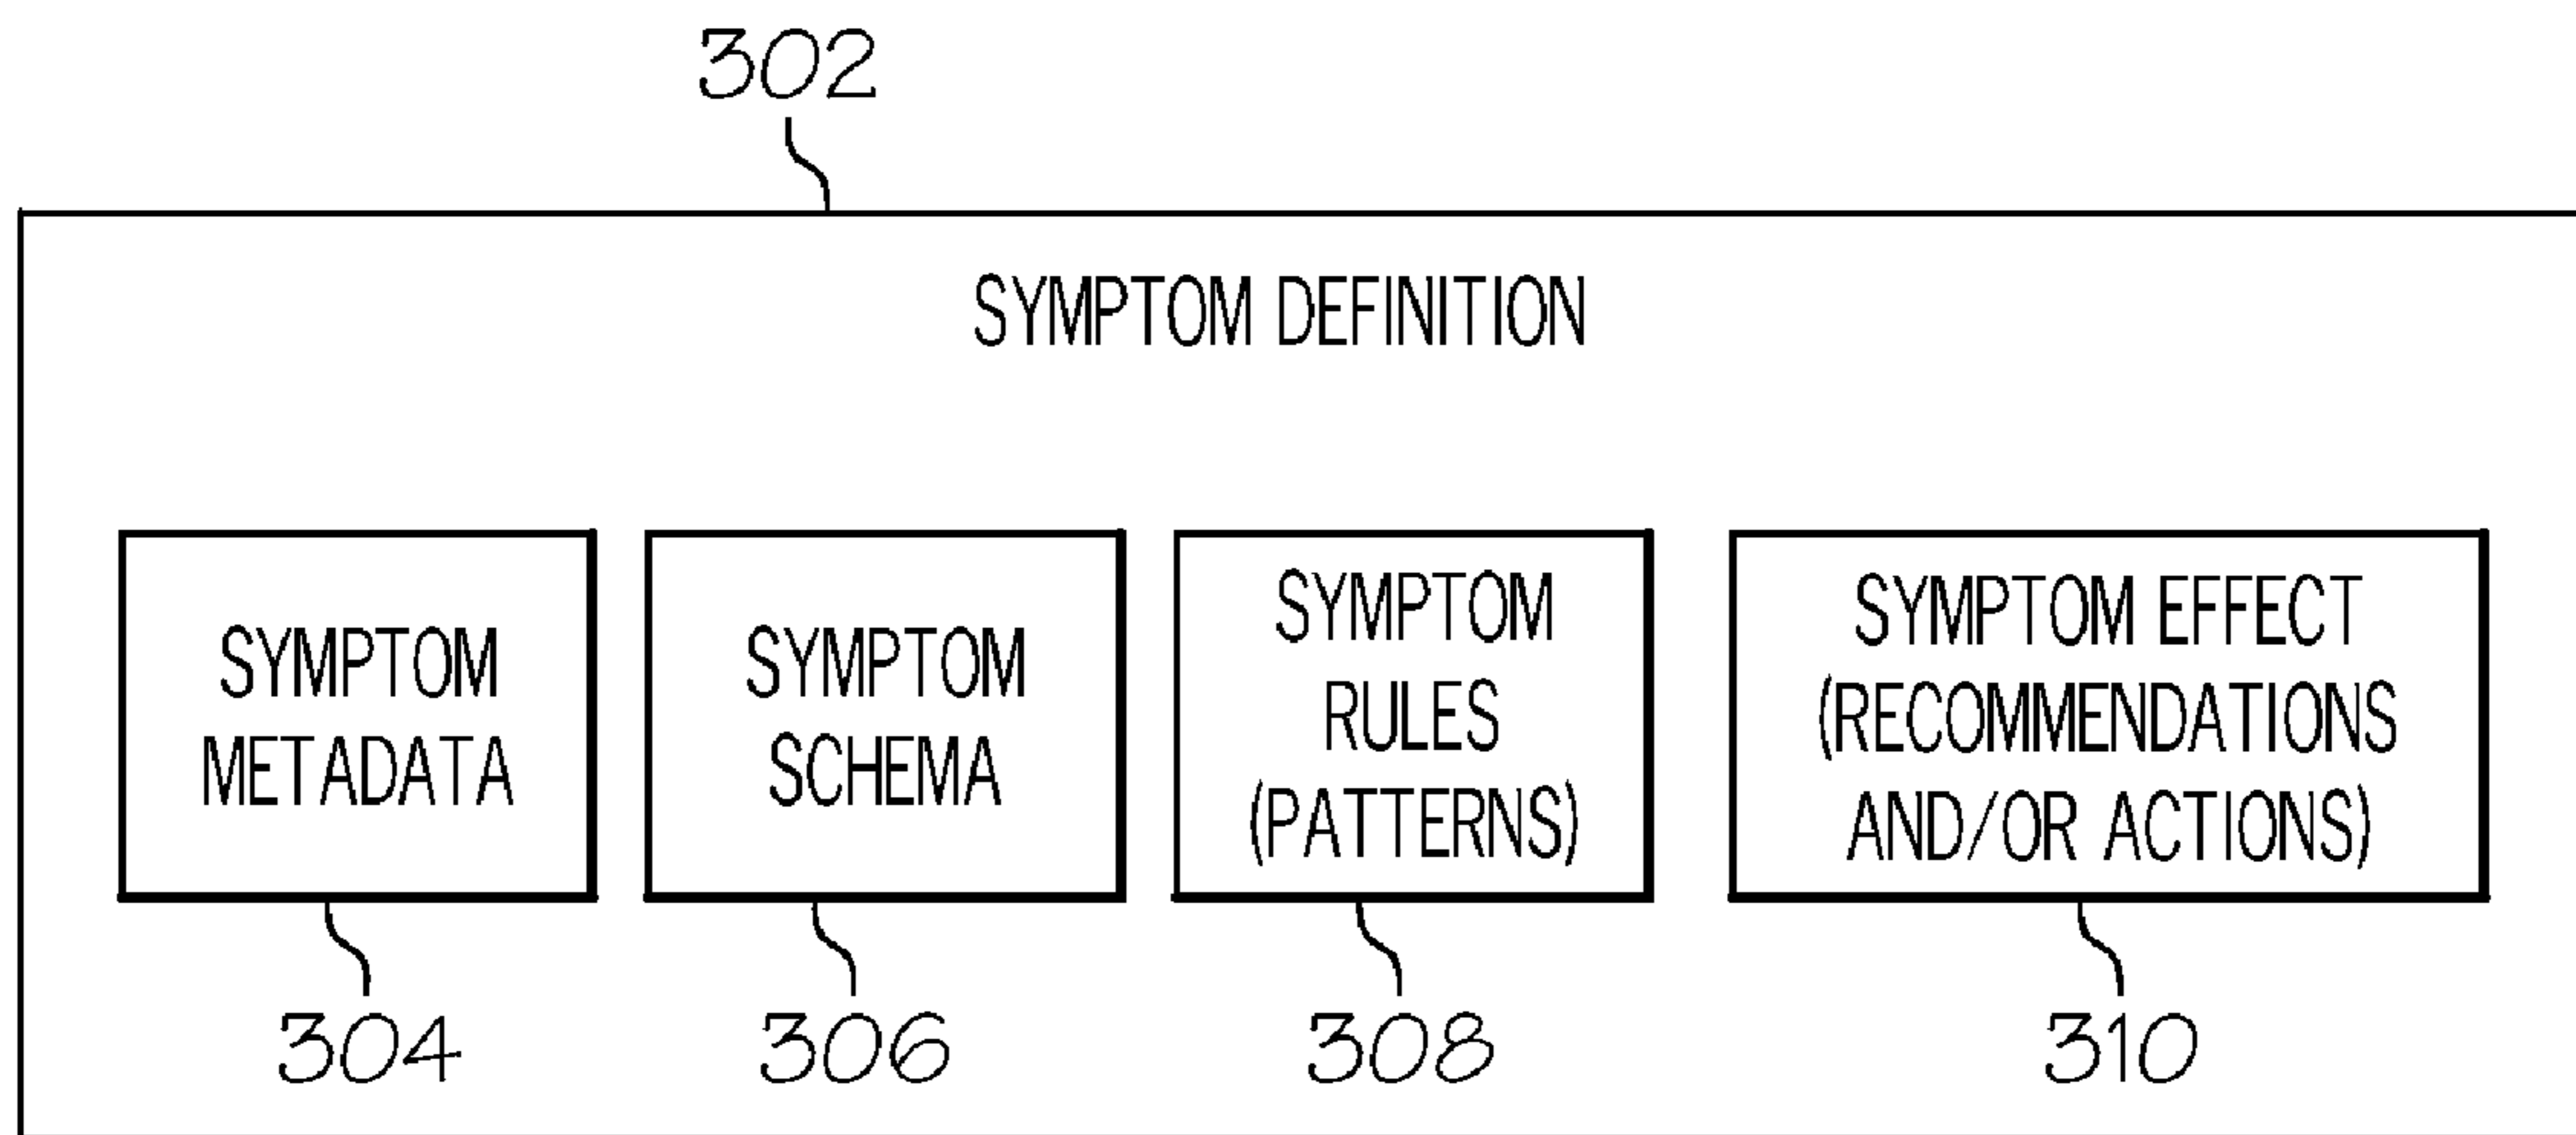 302
SYMPTOM DEFINITION
SYMPTOM
METADATA
SYMPTOM
SCHEMA
SYMPTOM
RULES
(PATTERNS)
SYMPTOM EFFECT
(RECOMMENDATIONS
AND/OR ACTIONS)
304
306
308
310